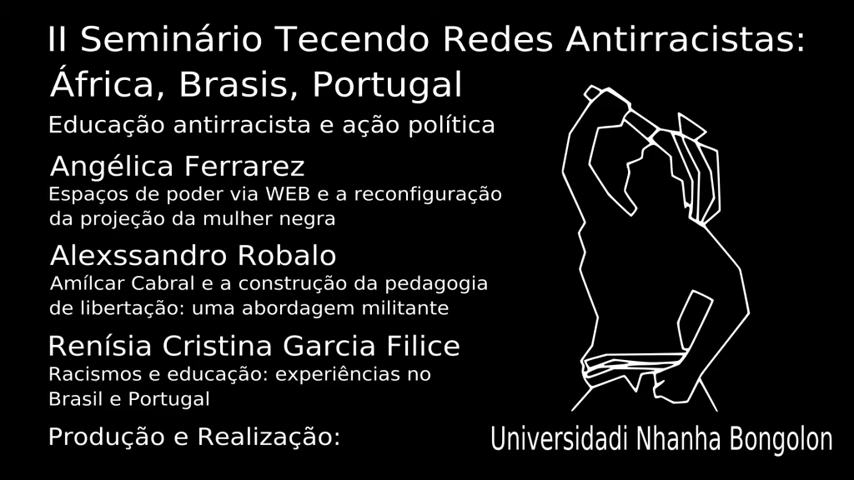 II Seminário Tecendo Redes Antirracistas:
África, Brasis, Portugal
Educação antirracista e ação política
Angélica Ferrarez
Espaços de poder via WEB e a reconfiguração
da projeção da mulher negra
Alexssandro Robalo
Amílcar Cabral e a construção da pedagogia
de libertação: uma abordagem militante
Renísia Cristina Garcia Filice
Racismos e educação: experiências no
Brasil e Portugal
Produção e Realização:
Universidadi Nhanha Bongolon